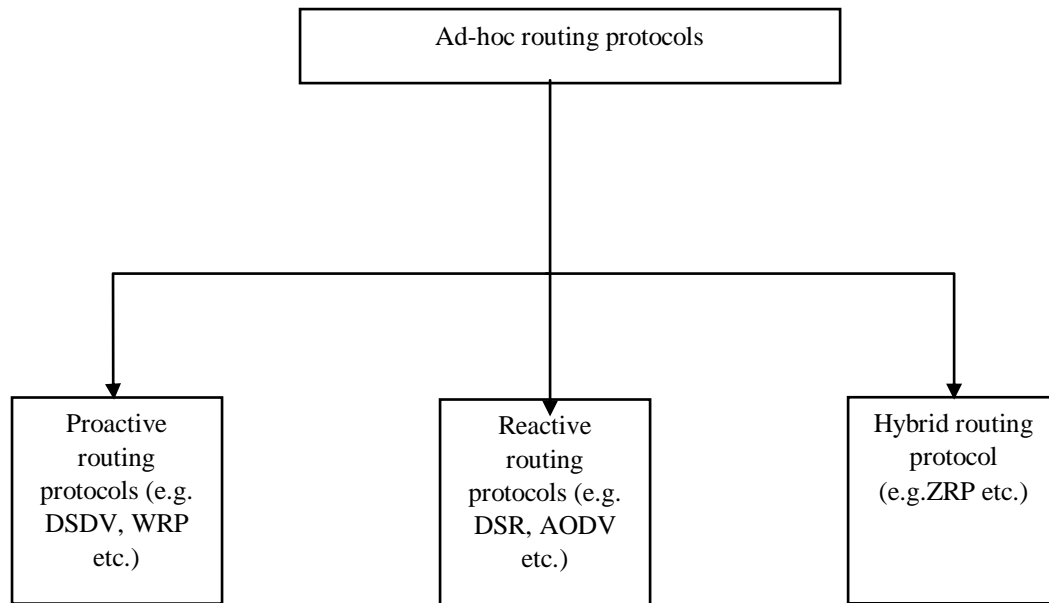 Ad-hoc routing protocols
Proactive
routing
protocols (e.g.
DSDV, WRP
etc.)
Reactive
routing
protocols (e.g.
DSR, AODV
etc.)
Hybrid routing
protocol
(e.g.ZRP etc.)